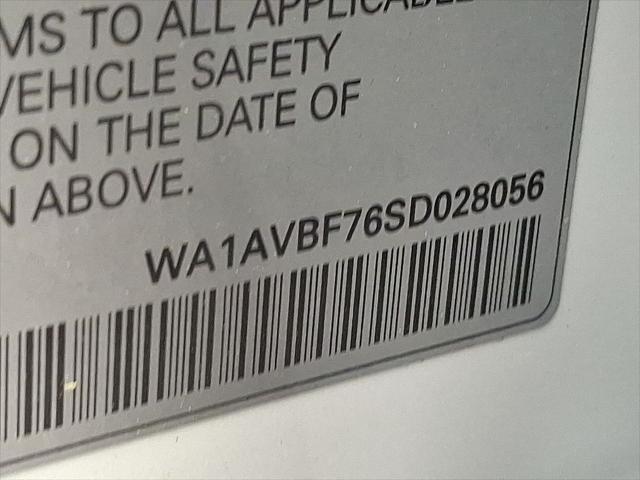 MS TO ALL APPLICABLE
VEHICLE SAFETY
ON THE DATE OF
N ABOVE.
WA1AVBF76SD028056